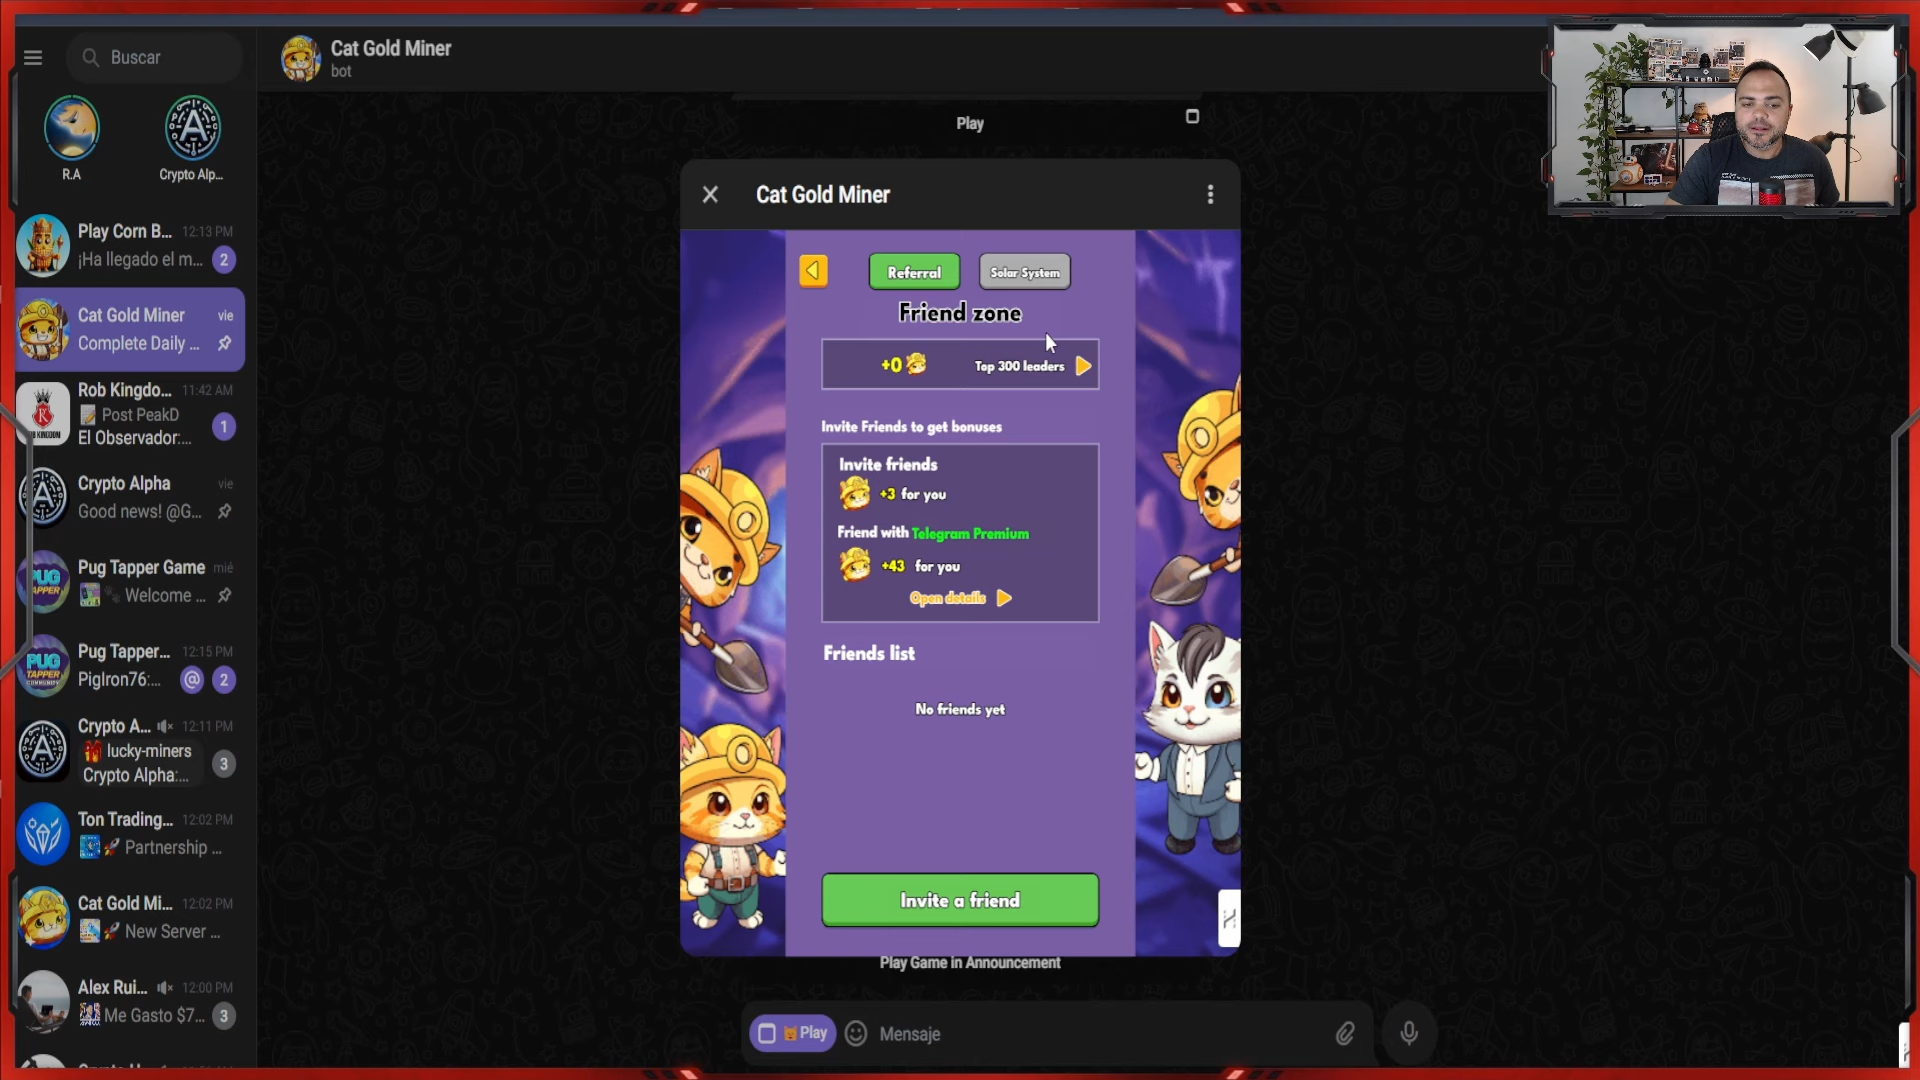 Buscar
R.A
Crypto Alp...
Play Corn B... 12:13 PM
¡Ha llegado el m... 2
Cat Gold Miner vie
Complete Daily ...
Rob Kingdo... 11:42 AM
Post PeakD
El Observador:... 1
Crypto Alpha vie
Good news! @G...
Pug Tapper Game mié
Welcome ...
Pug Tapper... 12:15 PM
PigIron76:... @ 2
Crypto A... 12:11 PM
lucky-miners
Crypto Alpha:... 3
Ton Trading... 12:02 PM
Partnership ...
Cat Gold Mi... 12:02 PM
New Server ...
Alex Rui... 12:00 PM
Me Gasto $7... 3
PUG TAPPER
PUG TAPPER
Cat Gold Miner
bot
Play
Cat Gold Miner
Referral
Solar System
Friend zone
+0
Top 300 leaders
Invite Friends to get bonuses
Invite friends
+3 for you
Friend with Telegram Premium
+43 for you
Open details
Friends list
No friends yet
Invite a friend
Play Game in Announcement
Play
Mensaje